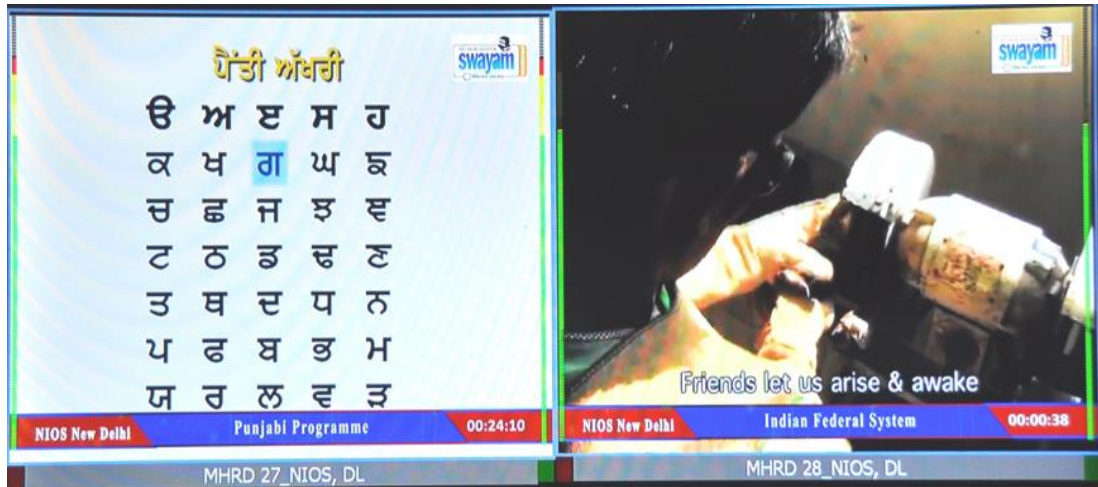 ਪੈਂਤੀ ਅੱਖਰੀ
swayam
ੳ ਅ ੲ ਸ ਹ
ਕ ਖ ਗ ਘ ਙ
ਚ ਛ ਜ ਝ ਞ
ਟ ਠ ਡ ਢ ਣ
ਤ ਥ ਦ ਧ ਨ
ਪ ਫ ਬ ਭ ਮ
ਯ ਰ ਲ ਵ ੜ
NIOS New Delhi Punjabi Programme 00:24:10
MHRD 27_NIOS, DL
swayam
Friends let us arise & awake
NIOS New Delhi Indian Federal System 00:00:38
MHRD 28_NIOS, DL